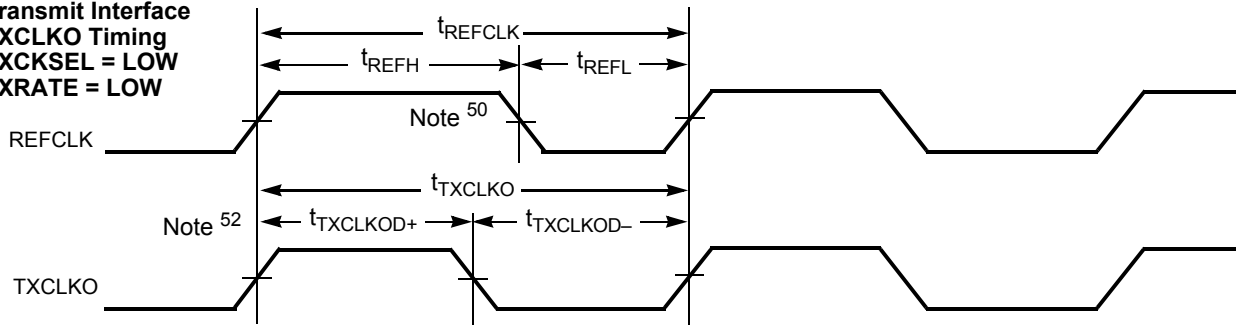 ransmit Interface
XCLKO Timing
XCKSEL = LOW
XRATE = LOW
tREFCLK
tREFH
tREFL
Note 50
REFCLK
tTXCLKO
Note 52
tTXCLKOD+
tTXCLKOD–
TXCLKO